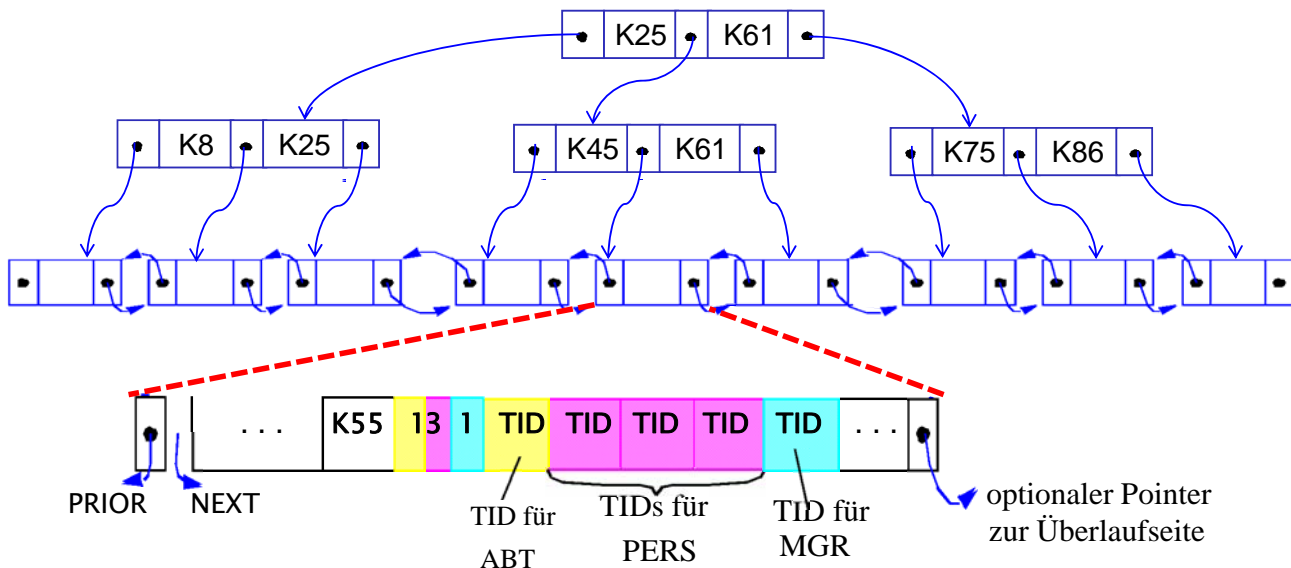 K25 K61
K8 K25
K45 K61
K75 K86
. . . K55 1 3 1 TID TID TID TID TID . . .
PRIOR NEXT
TID für
ABT
TIDs für
PERS
TID für
MGR
optionaler Pointer
zur Überlaufseite